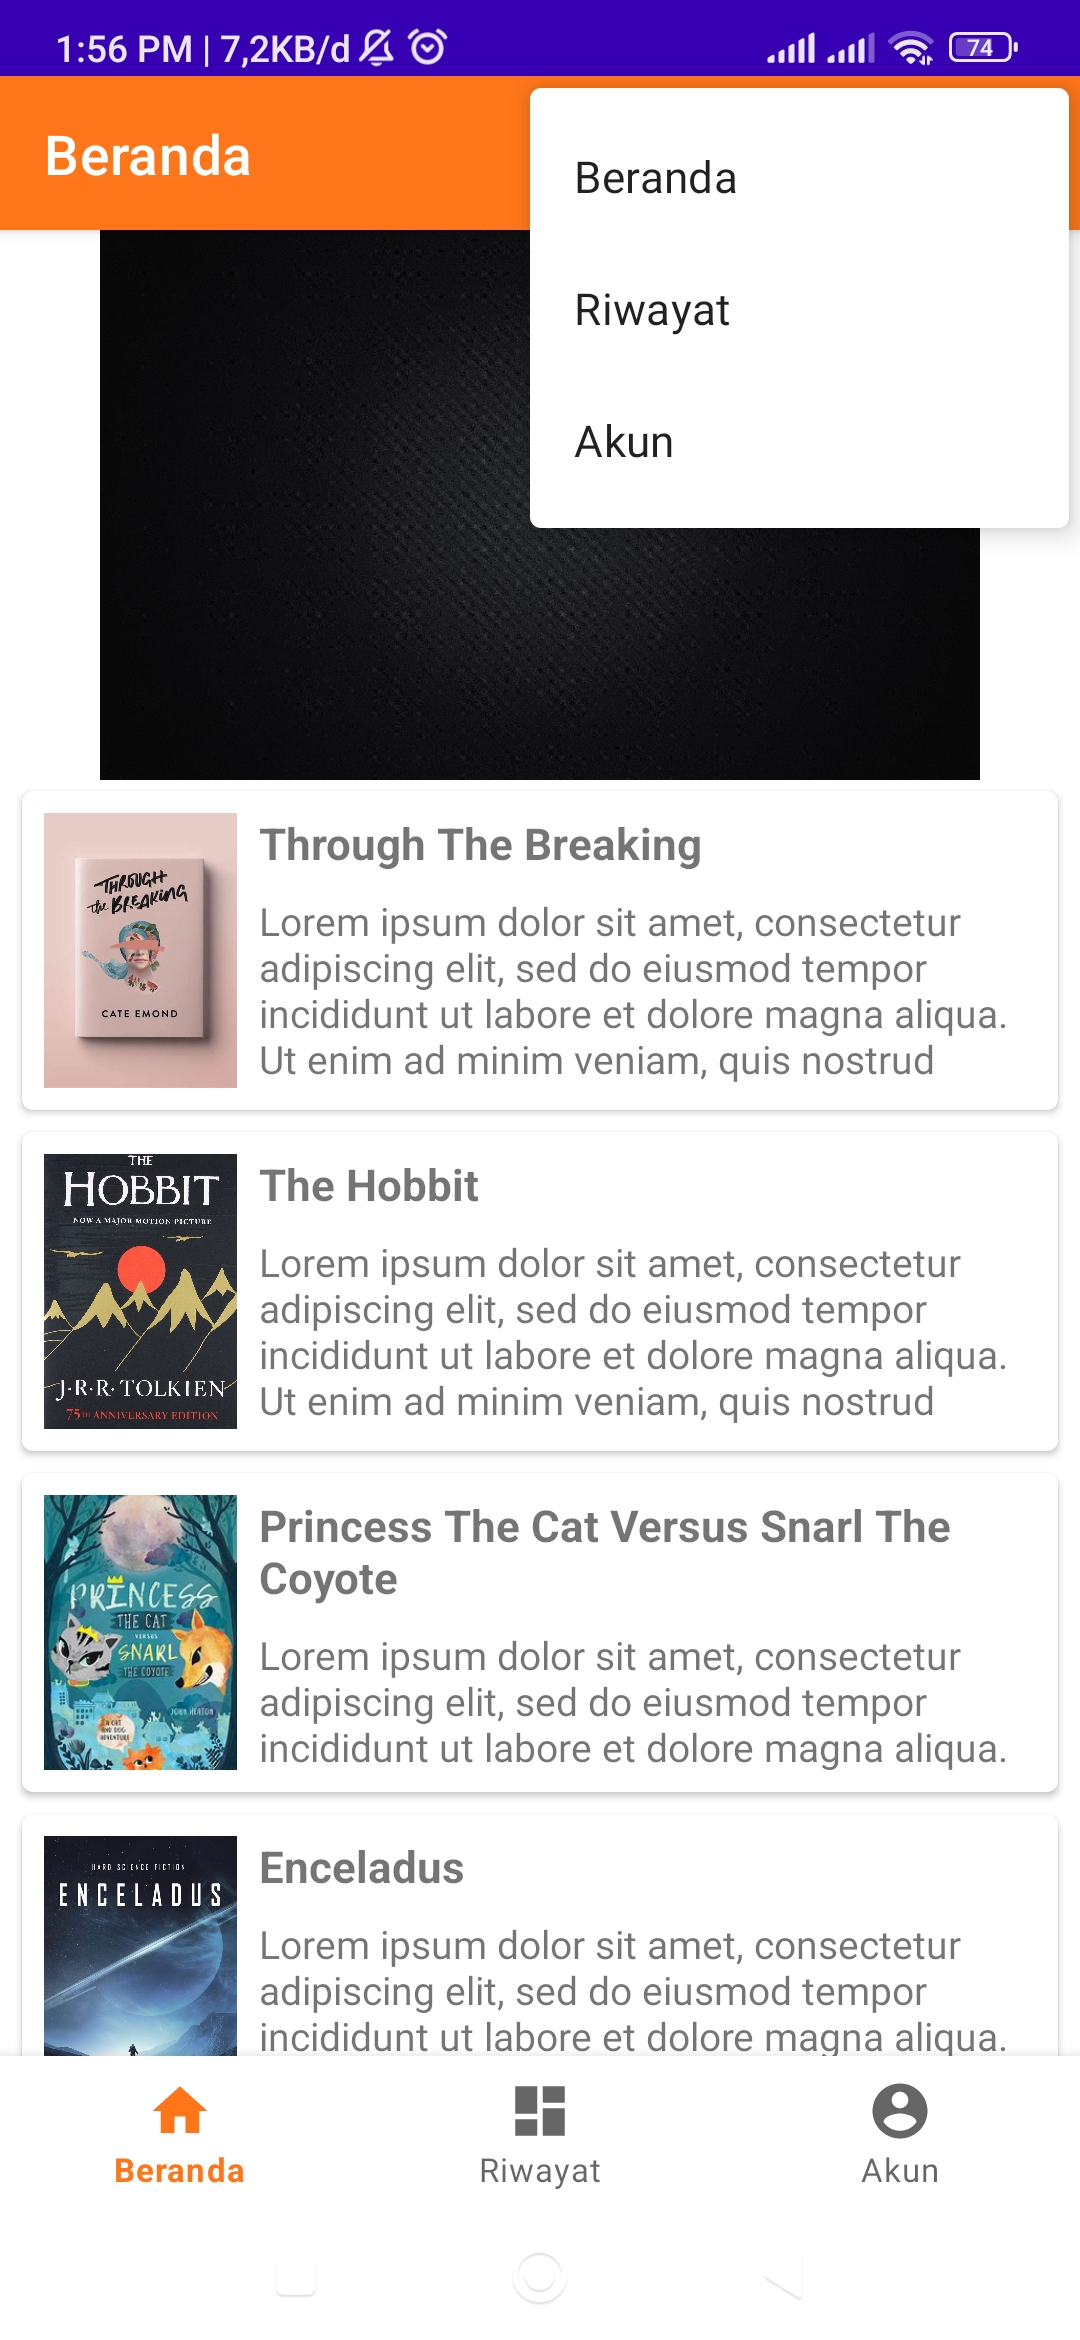 1:56 PM | 7,2KB/d
74
Beranda
Beranda
Riwayat
Akun
THROUGH
the BREAKING
CATE EMOND
Through The Breaking
Lorem ipsum dolor sit amet, consectetur
adipiscing elit, sed do eiusmod tempor
incididunt ut labore et dolore magna aliqua.
Ut enim ad minim veniam, quis nostrud
THE
HOBBIT
NOW A MAJOR MOTION PICTURE
J·R·R·TOLKIEN
75TH ANNIVERSARY EDITION
The Hobbit
Lorem ipsum dolor sit amet, consectetur
adipiscing elit, sed do eiusmod tempor
incididunt ut labore et dolore magna aliqua.
Ut enim ad minim veniam, quis nostrud
PRINCESS
THE CAT
VERSUS
SNARL
THE COYOTE
JOHN HEATON
A CAT
AND DOG
ADVENTURE
Princess The Cat Versus Snarl The
Coyote
Lorem ipsum dolor sit amet, consectetur
adipiscing elit, sed do eiusmod tempor
incididunt ut labore et dolore magna aliqua.
HARD SCIENCE FICTION
ENCELADUS
Enceladus
Lorem ipsum dolor sit amet, consectetur
adipiscing elit, sed do eiusmod tempor
incididunt ut labore et dolore magna aliqua.
Beranda
Riwayat
Akun